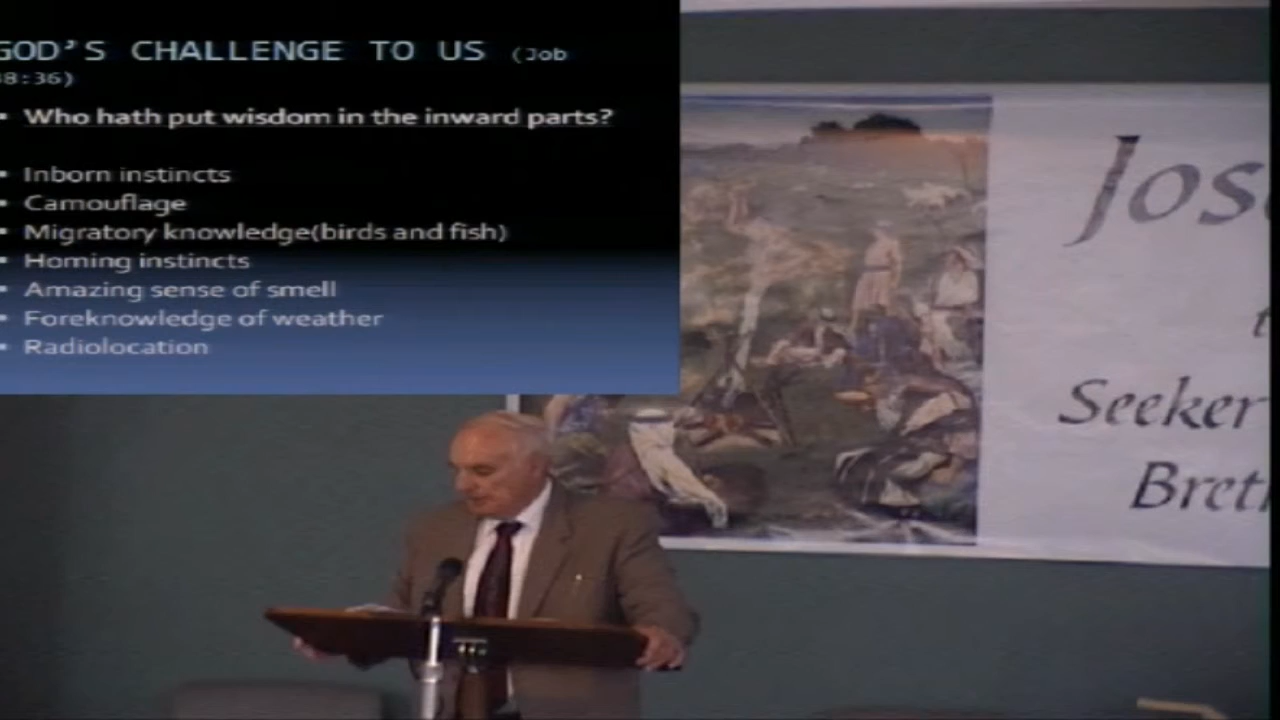 GOD'S CHALLENGE TO US (Job
8:36)
• Who hath put wisdom in the inward parts?
• Inborn instincts
• Camouflage
• Migratory knowledge(birds and fish)
• Homing instincts
• Amazing sense of smell
• Foreknowledge of weather
• Radiolocation
Jos
t
Seeker
Bret